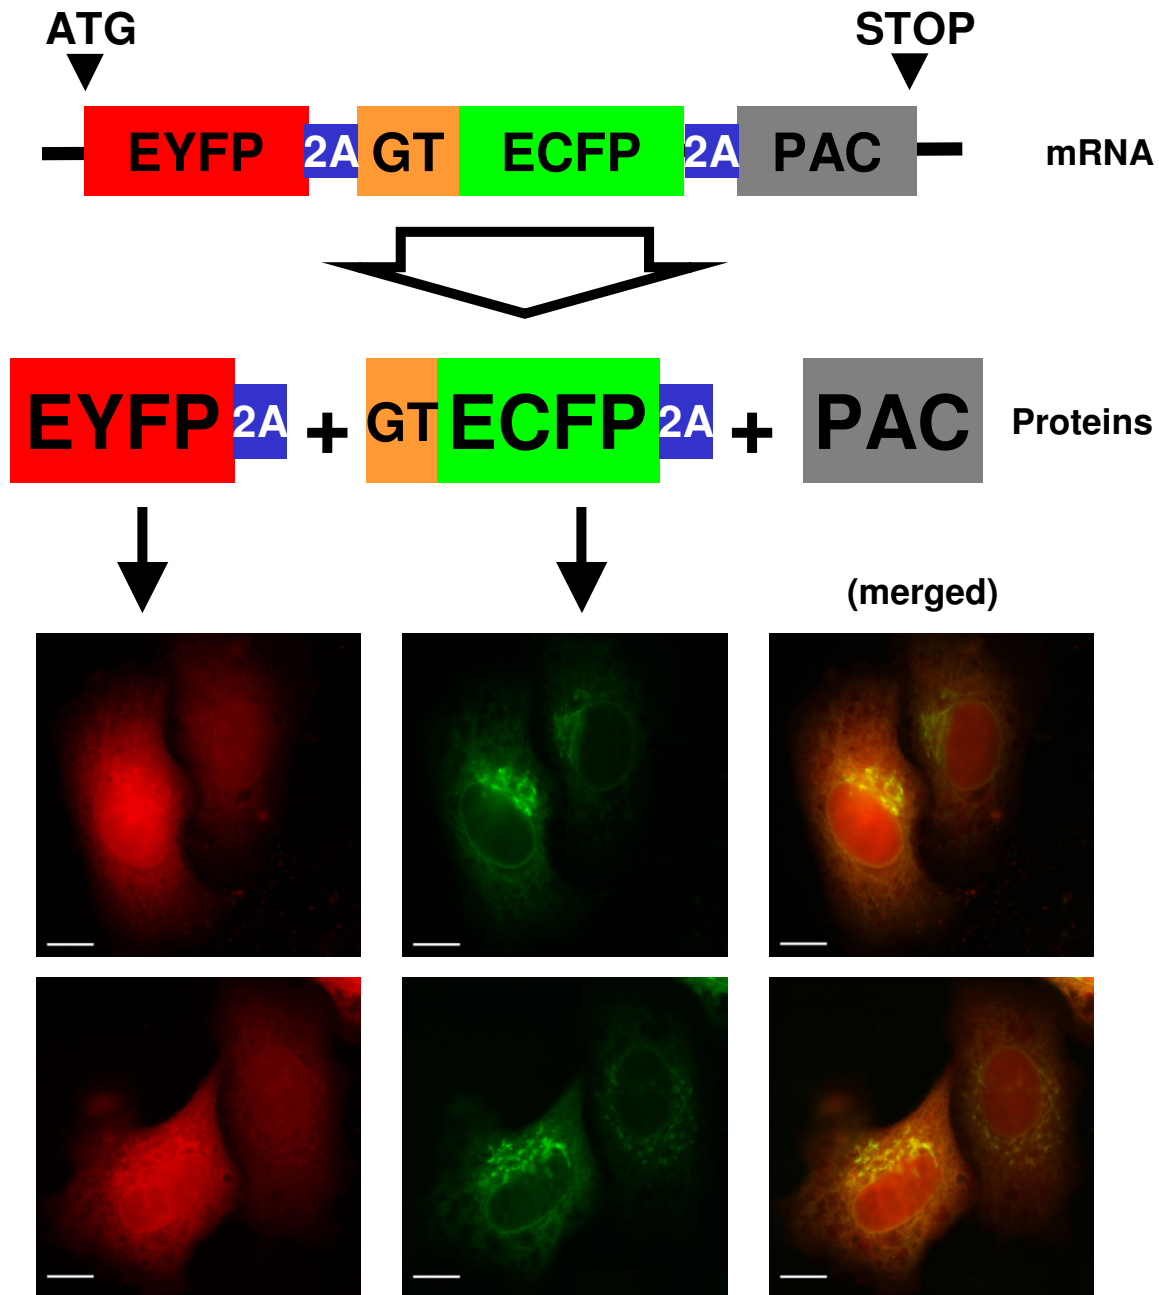 ATG STOP
EYFP 2A GT ECFP 2A PAC mRNA
EYFP 2A + GT ECFP 2A + PAC Proteins
(merged)